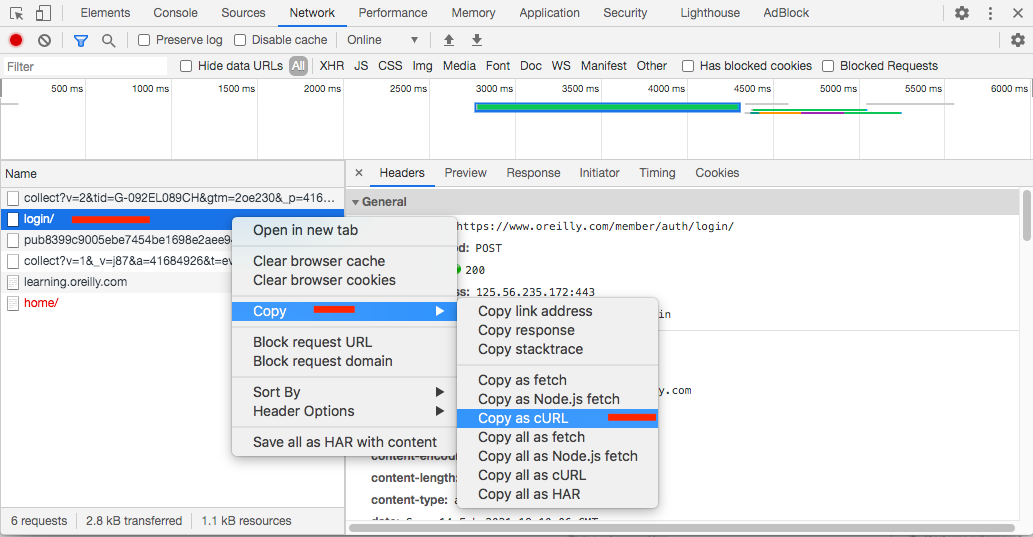 Elements Console Sources Network Performance Memory Application Security Lighthouse AdBlock
Preserve log Disable cache Online
Filter Hide data URLs All XHR JS CSS Img Media Font Doc WS Manifest Other Has blocked cookies Blocked Requests
500 ms 1000 ms 1500 ms 2000 ms 2500 ms 3000 ms 3500 ms 4000 ms 4500 ms 5000 ms 5500 ms 6000 ms
Name
Headers Preview Response Initiator Timing Cookies
collect?v=2&tid=G-092EL089CH&gtm=2oe230&_p=416…
login/
pub8399c9005ebe7454be1698e2aee9
collect?v=1&_v=j87&a=41684926&t=ev
learning.oreilly.com
home/
General
https://www.oreilly.com/member/auth/login/
od: POST
200
ss: 125.56.235.172:443
in
y.com
content-encou
content-length:
content-type: a
Open in new tab
Clear browser cache
Clear browser cookies
Copy
Block request URL
Block request domain
Sort By
Header Options
Save all as HAR with content
Copy link address
Copy response
Copy stacktrace
Copy as fetch
Copy as Node.js fetch
Copy as cURL
Copy all as fetch
Copy all as Node.js fetch
Copy all as cURL
Copy all as HAR
6 requests 2.8 kB transferred 1.1 kB resources